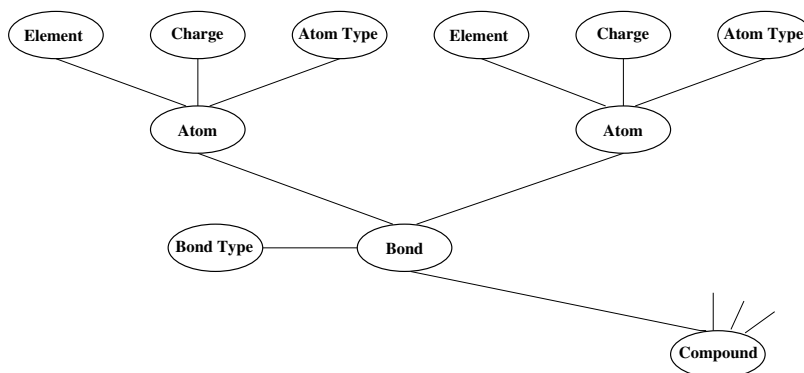 Element
Charge
Atom Type
Element
Charge
Atom Type
Atom
Atom
Bond Type
Bond
Compound